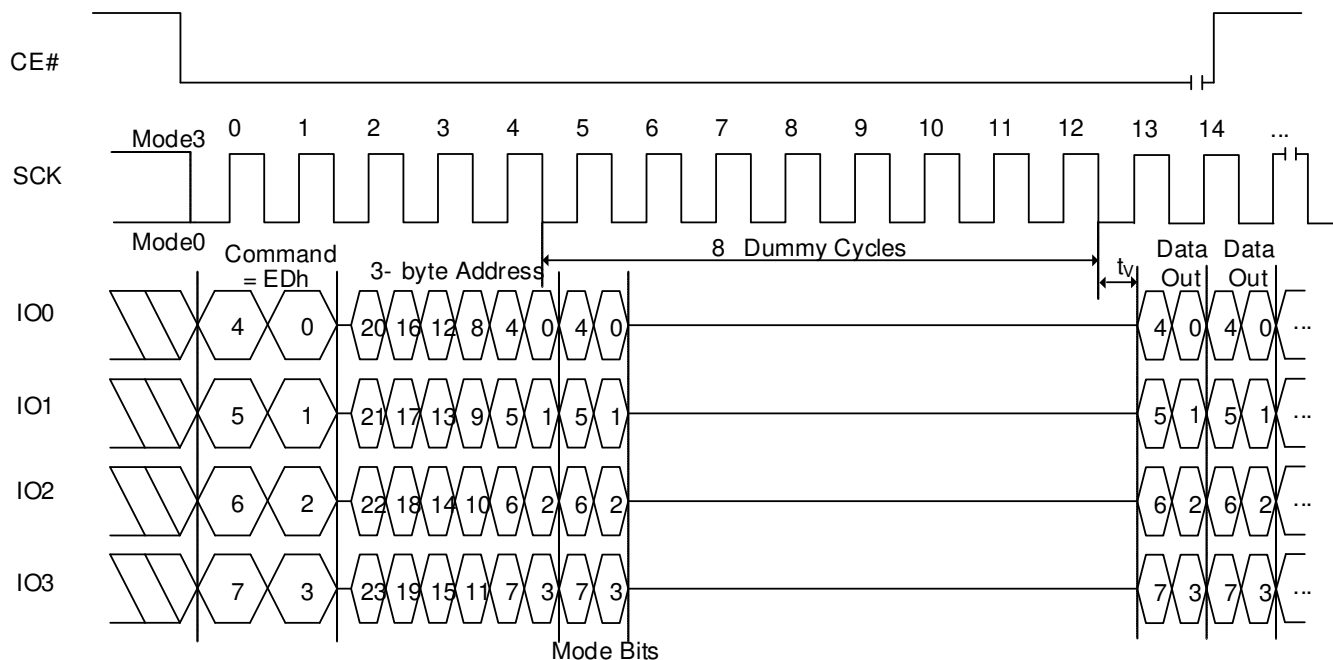 CE#
0 1 2 3 4 5 6 7 8 9 10 11 12 13 14 ...
Mode3
SCK
Mode0
8 Dummy Cycles
Command
= EDh
3- byte Address
tV
Data
Out
Data
Out
IO0
4 0 20 16 12 8 4 0 4 0 4 0 4 0 ...
IO1
5 1 21 17 13 9 5 1 5 1 5 1 5 1 ...
IO2
6 2 22 18 14 10 6 2 6 2 6 2 6 2 ...
IO3
7 3 23 19 15 11 7 3 7 3 7 3 7 3 ...
Mode Bits